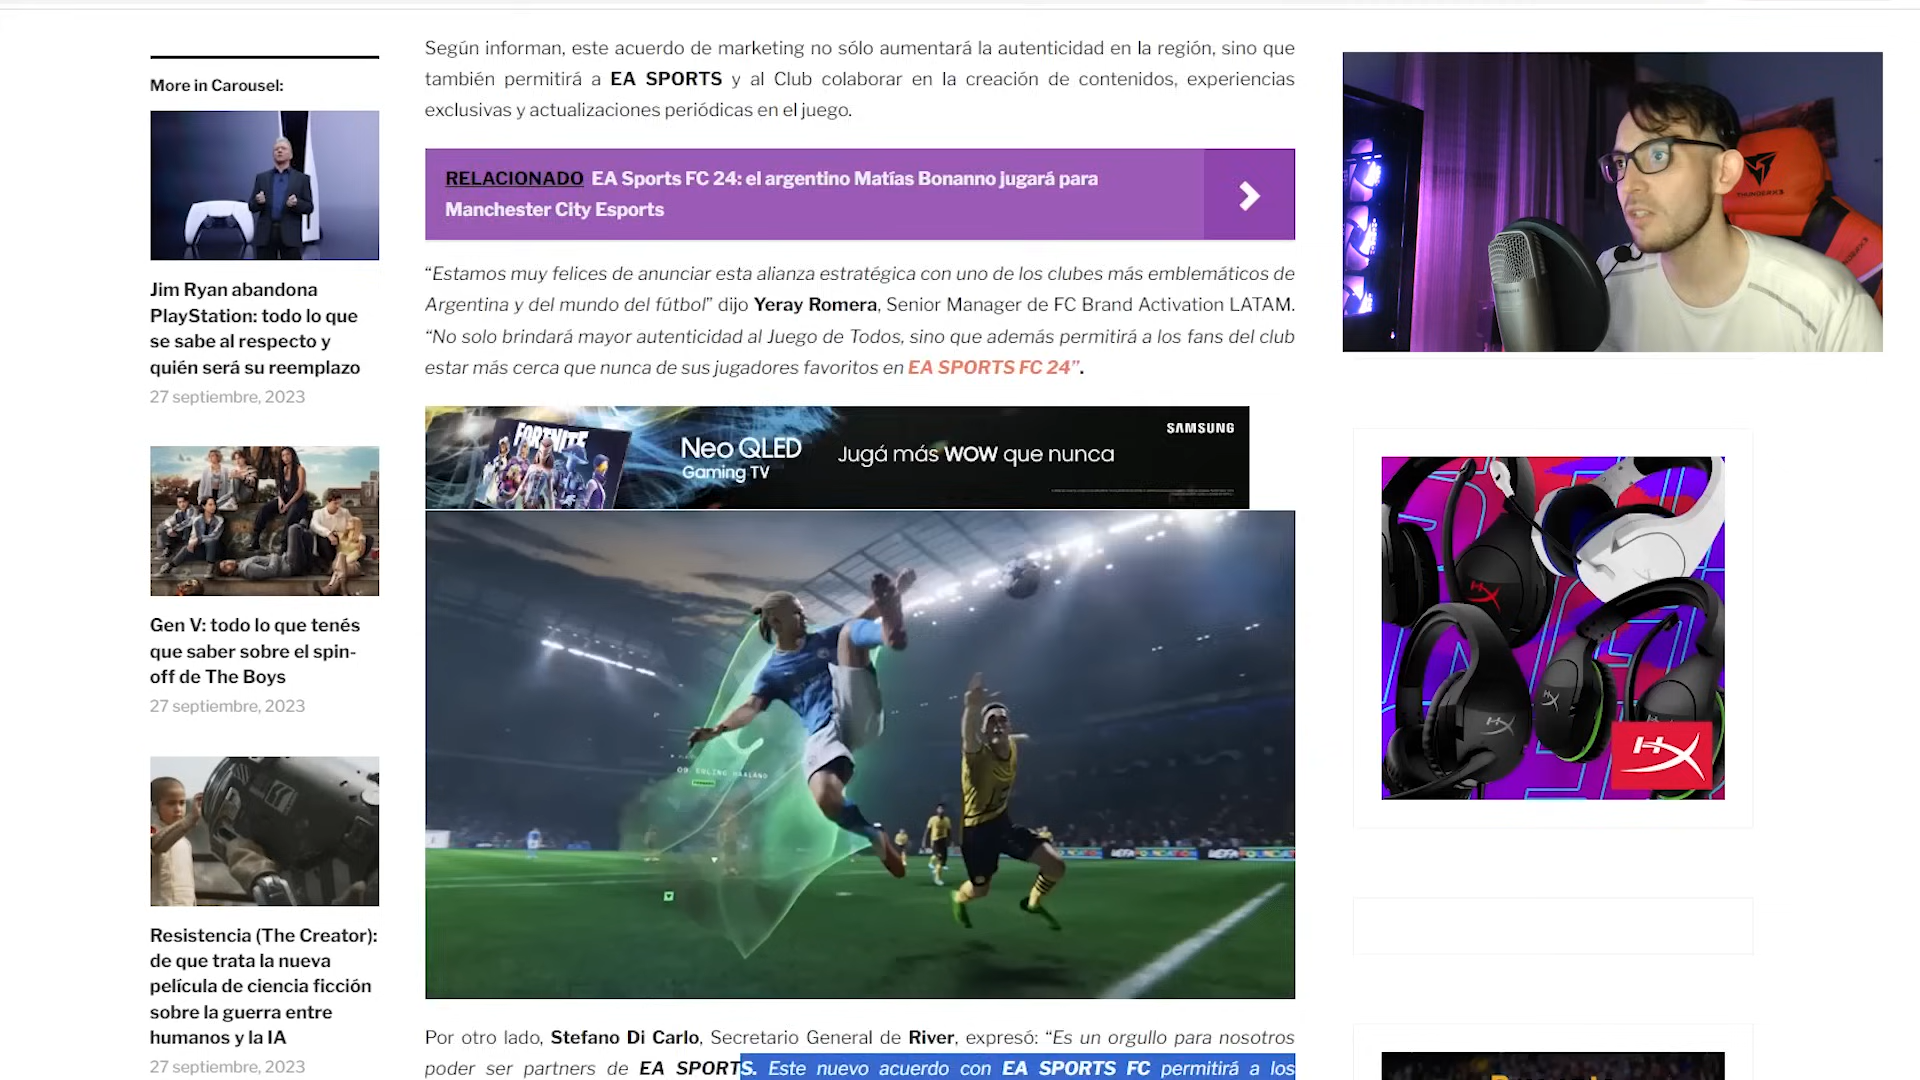 More in Carousel:
Jim Ryan abandona
PlayStation: todo lo que
se sabe al respecto y
quién será su reemplazo
27 septiembre, 2023
Gen V: todo lo que tenés
que saber sobre el spin-
off de The Boys
27 septiembre, 2023
Resistencia (The Creator):
de que trata la nueva
película de ciencia ficción
sobre la guerra entre
humanos y la IA
27 septiembre, 2023
Según informan, este acuerdo de marketing no sólo aumentará la autenticidad en la región, sino que
también permitirá a EA SPORTS y al Club colaborar en la creación de contenidos, experiencias
exclusivas y actualizaciones periódicas en el juego.
RELACIONADO EA Sports FC 24: el argentino Matías Bonanno jugará para
Manchester City Esports
“Estamos muy felices de anunciar esta alianza estratégica con uno de los clubes más emblemáticos de
Argentina y del mundo del fútbol” dijo Yeray Romera, Senior Manager de FC Brand Activation LATAM.
“No solo brindará mayor autenticidad al Juego de Todos, sino que además permitirá a los fans del club
estar más cerca que nunca de sus jugadores favoritos en EA SPORTS FC 24”.
FORTNITE
Neo QLED
Gaming TV
Jugá más WOW que nunca
SAMSUNG
09 ERLING HAALAND
UEFA
UEFA
Por otro lado, Stefano Di Carlo, Secretario General de River, expresó: “Es un orgullo para nosotros
poder ser partners de EA SPORTS. Este nuevo acuerdo con EA SPORTS FC permitirá a los
THUNDERX3
HX